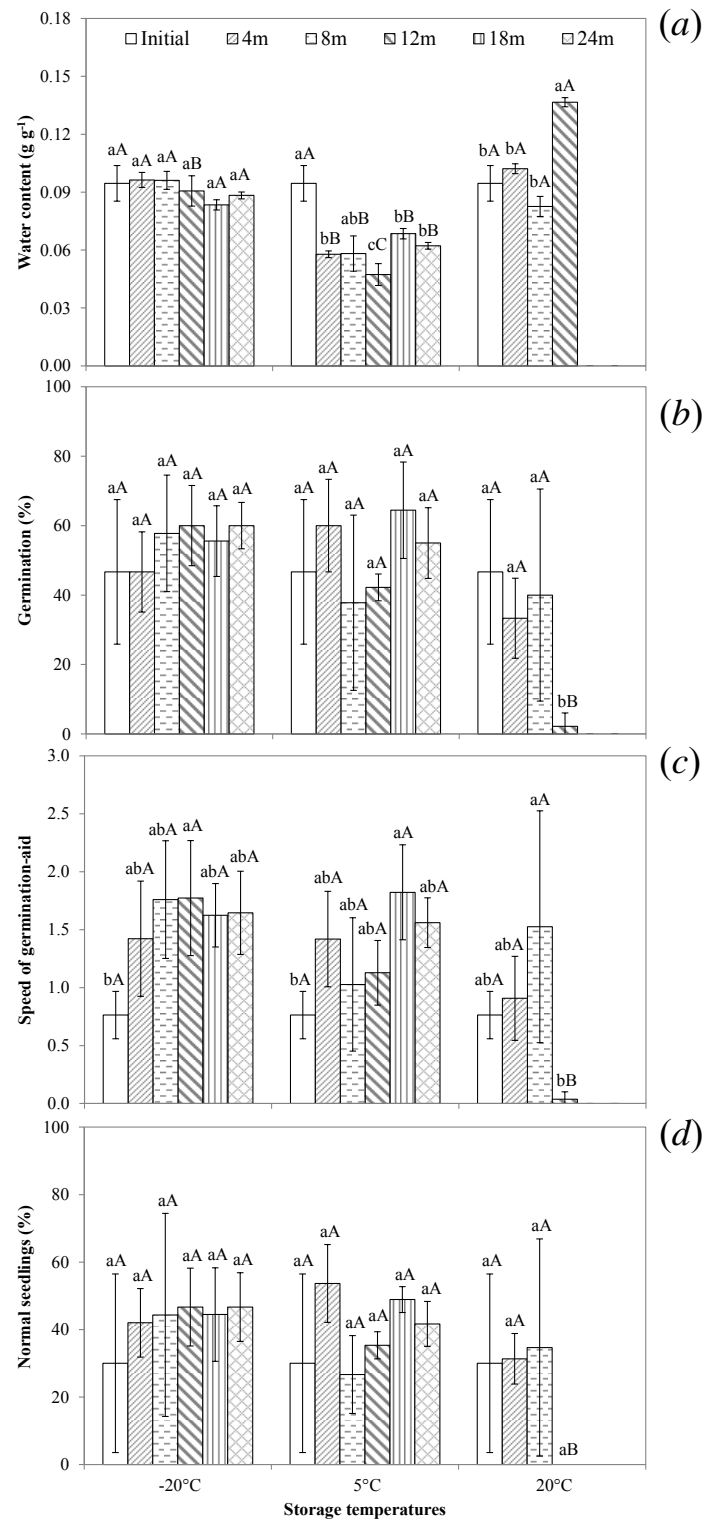 (a)
Initial 4m 8m 12m 18m 24m
Water content (g g⁻¹)
0.18
0.15
0.12
0.09
0.06
0.03
0.00
aA aA aA aB aA aA
aA bB abB cC bB bB
bA bA bA aA
(b)
Germination (%)
100
80
60
40
20
0
aA aA aA aA aA aA
aA aA aA aA aA aA
aA aA aA bB
(c)
Speed of germination-aid
3.0
2.5
2.0
1.5
1.0
0.5
0.0
bA abA abA aA abA abA
bA abA abA abA aA abA
abA abA aA bB
(d)
Normal seedlings (%)
100
80
60
40
20
0
aA aA aA aA aA aA
aA aA aA aA aA aA
aA aA aA aB
-20°C 5°C 20°C
Storage temperatures